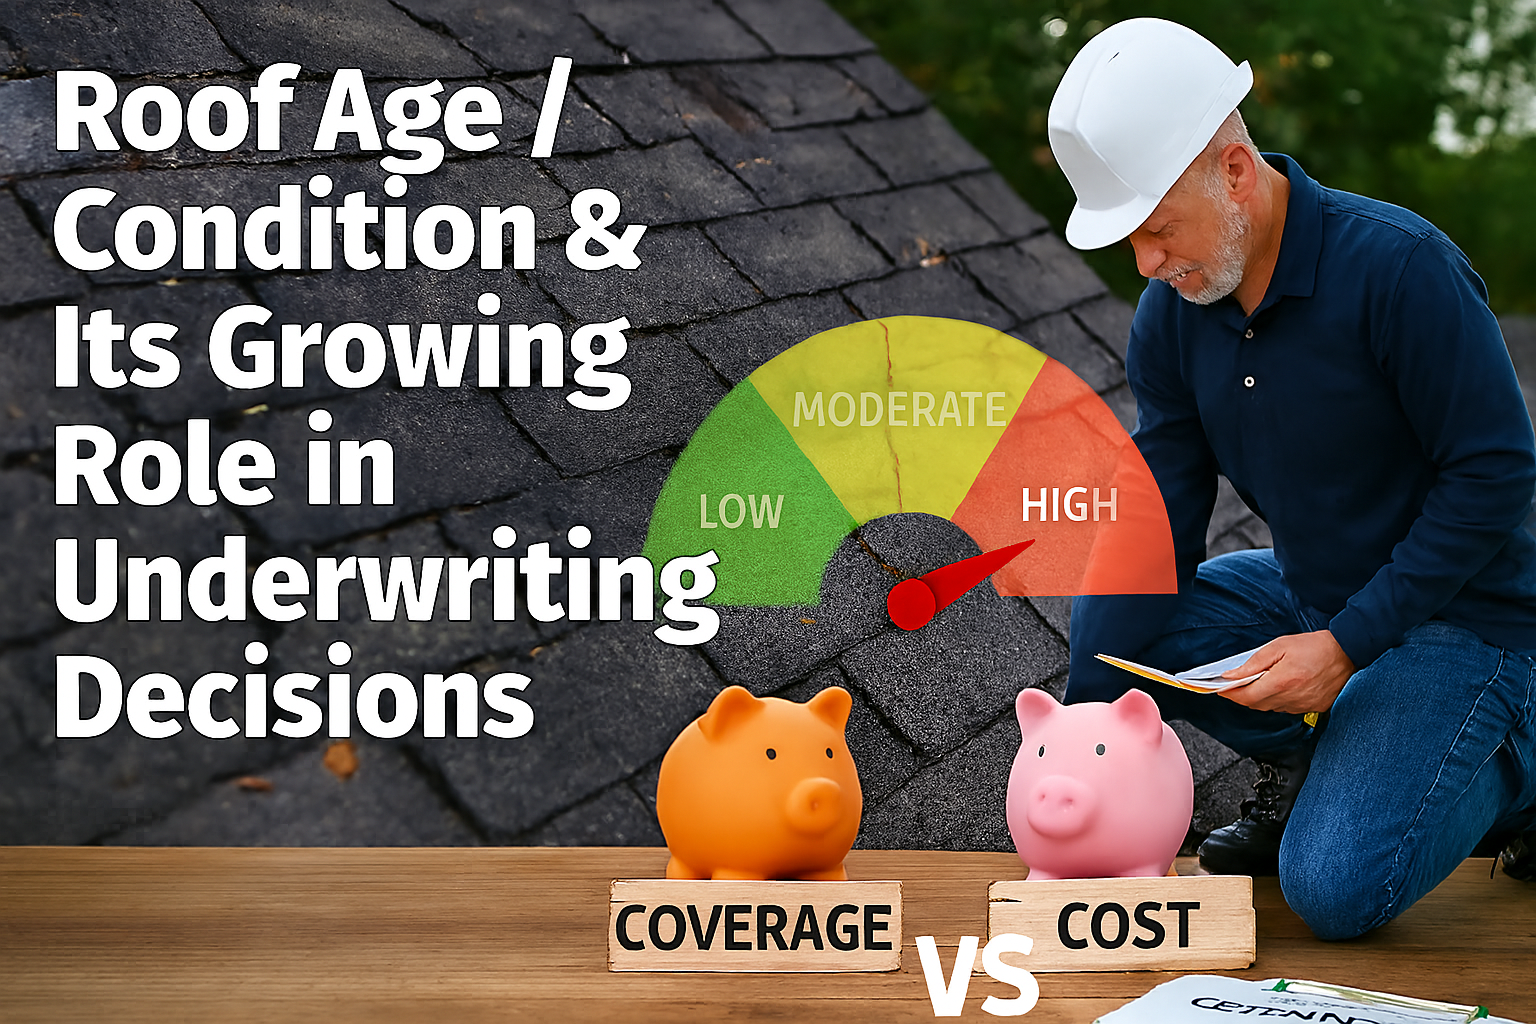 Roof Age /
Condition &
Its Growing
Role in
Underwriting
Decisions
LOW
MODERATE
HIGH
COVERAGE
VS
COST